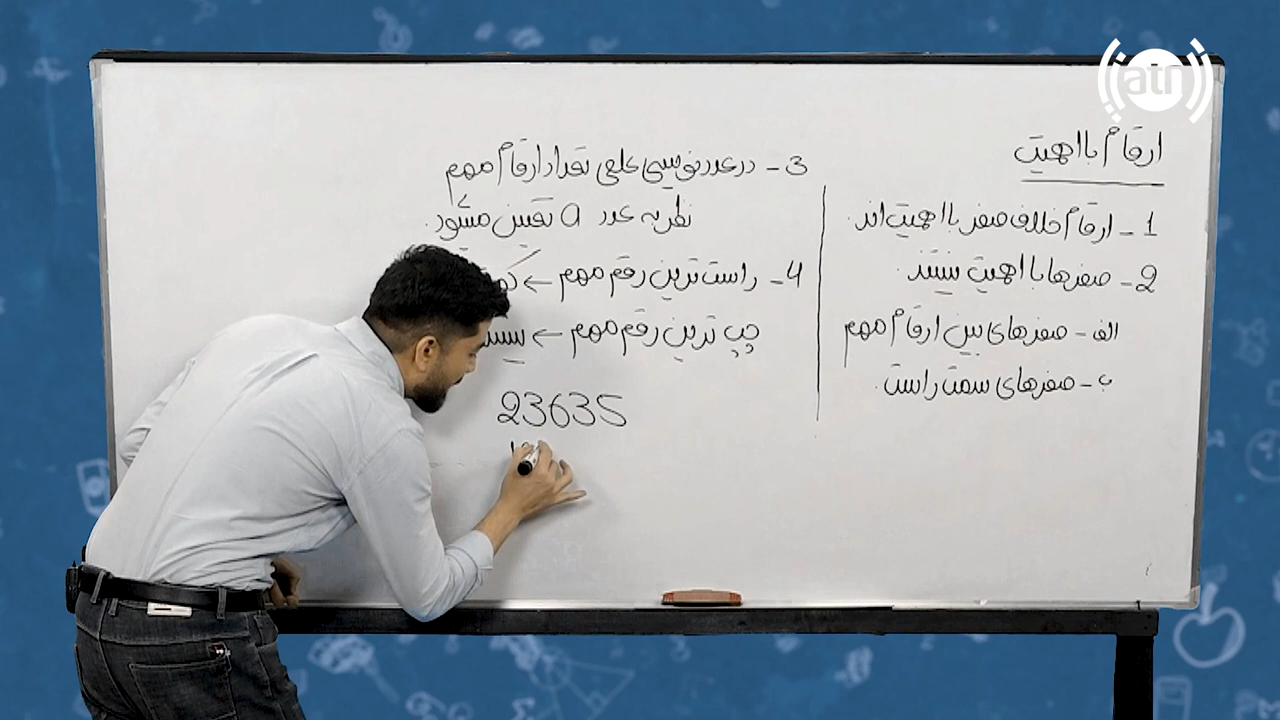 ارقام با اهمیت
1- ارقام خلاف صفر با اهمیت اند.
2- صفرها با اهمیت نیستند.
الف- صفرهای بین ارقام مهم
ب- صفرهای سمت راست.
3- در عدد نویسی علمی تعداد ارقام مهم
نظر به عدد a تعیین میشود.
4- راست ترین رقم مهم ←
چپ ترین رقم مهم ←
23635
atn